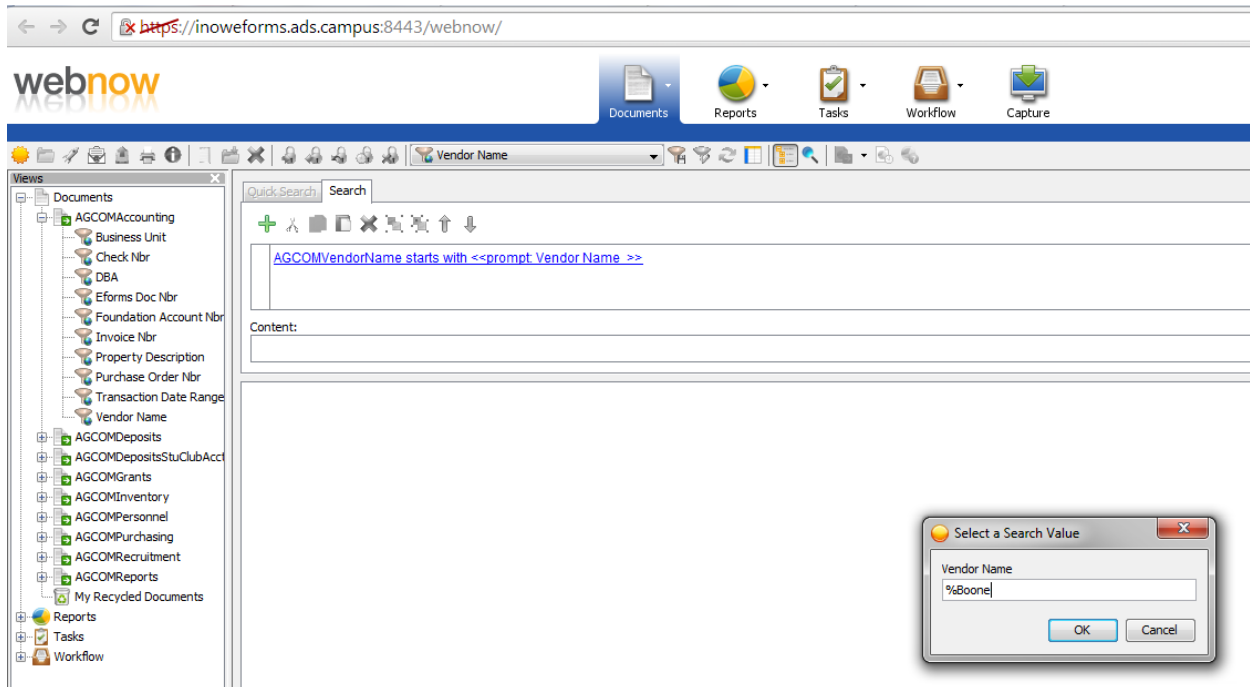 https://inoweforms.ads.campus:8443/webnow/
webnow
Documents
Reports
Tasks
Workflow
Capture
Vendor Name
Views
Documents
AGCOMAccounting
Business Unit
Check Nbr
DBA
Eforms Doc Nbr
Foundation Account Nbr
Invoice Nbr
Property Description
Purchase Order Nbr
Transaction Date Range
Vendor Name
AGCOMDeposits
AGCOMDepositsStuClubAcct
AGCOMGrants
AGCOMInventory
AGCOMPersonnel
AGCOMPurchasing
AGCOMRecruitment
AGCOMReports
My Recycled Documents
Reports
Tasks
Workflow
Quick Search
Search
AGCOMVendorName starts with <<prompt: Vendor Name >>
Content:
Select a Search Value
Vendor Name
%Boone
OK
Cancel